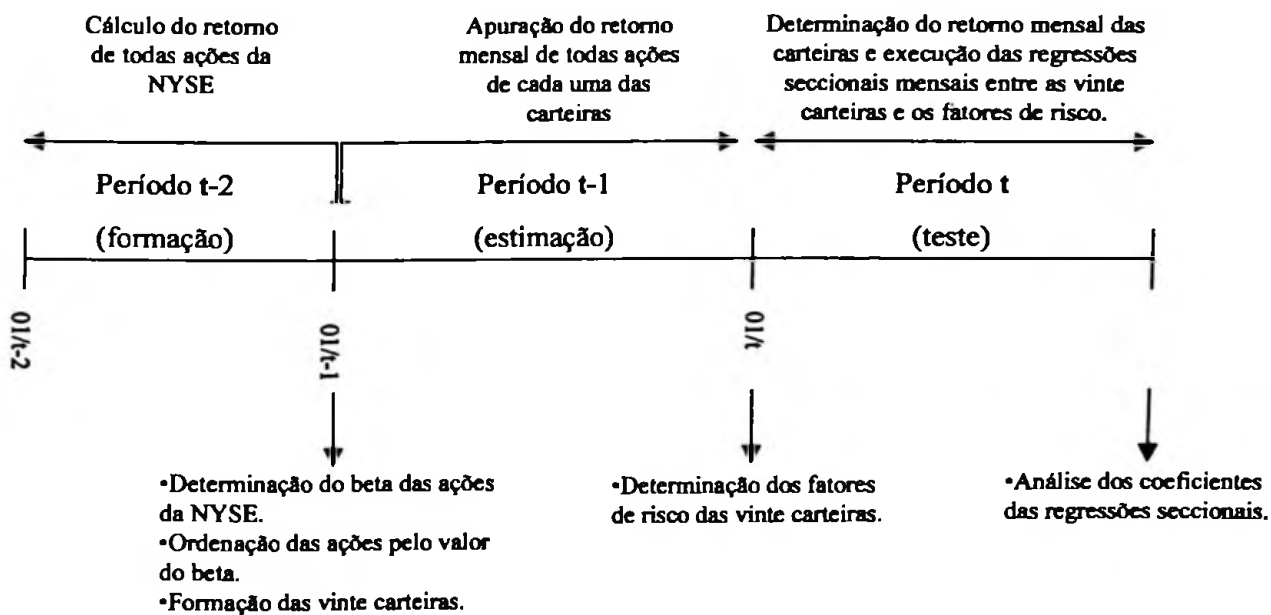 Cálculo do retorno
de todas ações da
NYSE
Apuração do retorno
mensal de todas ações
de cada uma das
carteiras
Determinação do retorno mensal das
carteiras e execução das regressões
seccionais mensais entre as vinte
carteiras e os fatores de risco.
Período t-2
(formação)
Período t-1
(estimação)
Período t
(teste)
01/t-2
01/t-1
01/t
•Determinação do beta das ações
da NYSE.
•Ordenação das ações pelo valor
do beta.
•Formação das vinte carteiras.
•Determinação dos fatores
de risco das vinte carteiras.
•Análise dos coeficientes
das regressões seccionais.